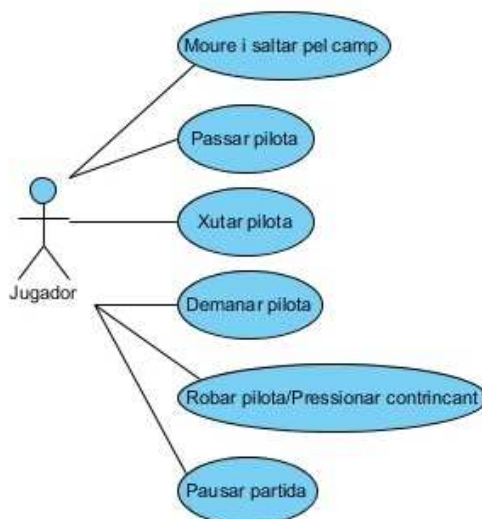 Moure i saltar pel camp
Passar pilota
Xutar pilota
Jugador
Demanar pilota
Robar pilota/Pressionar contrincant
Pausar partida